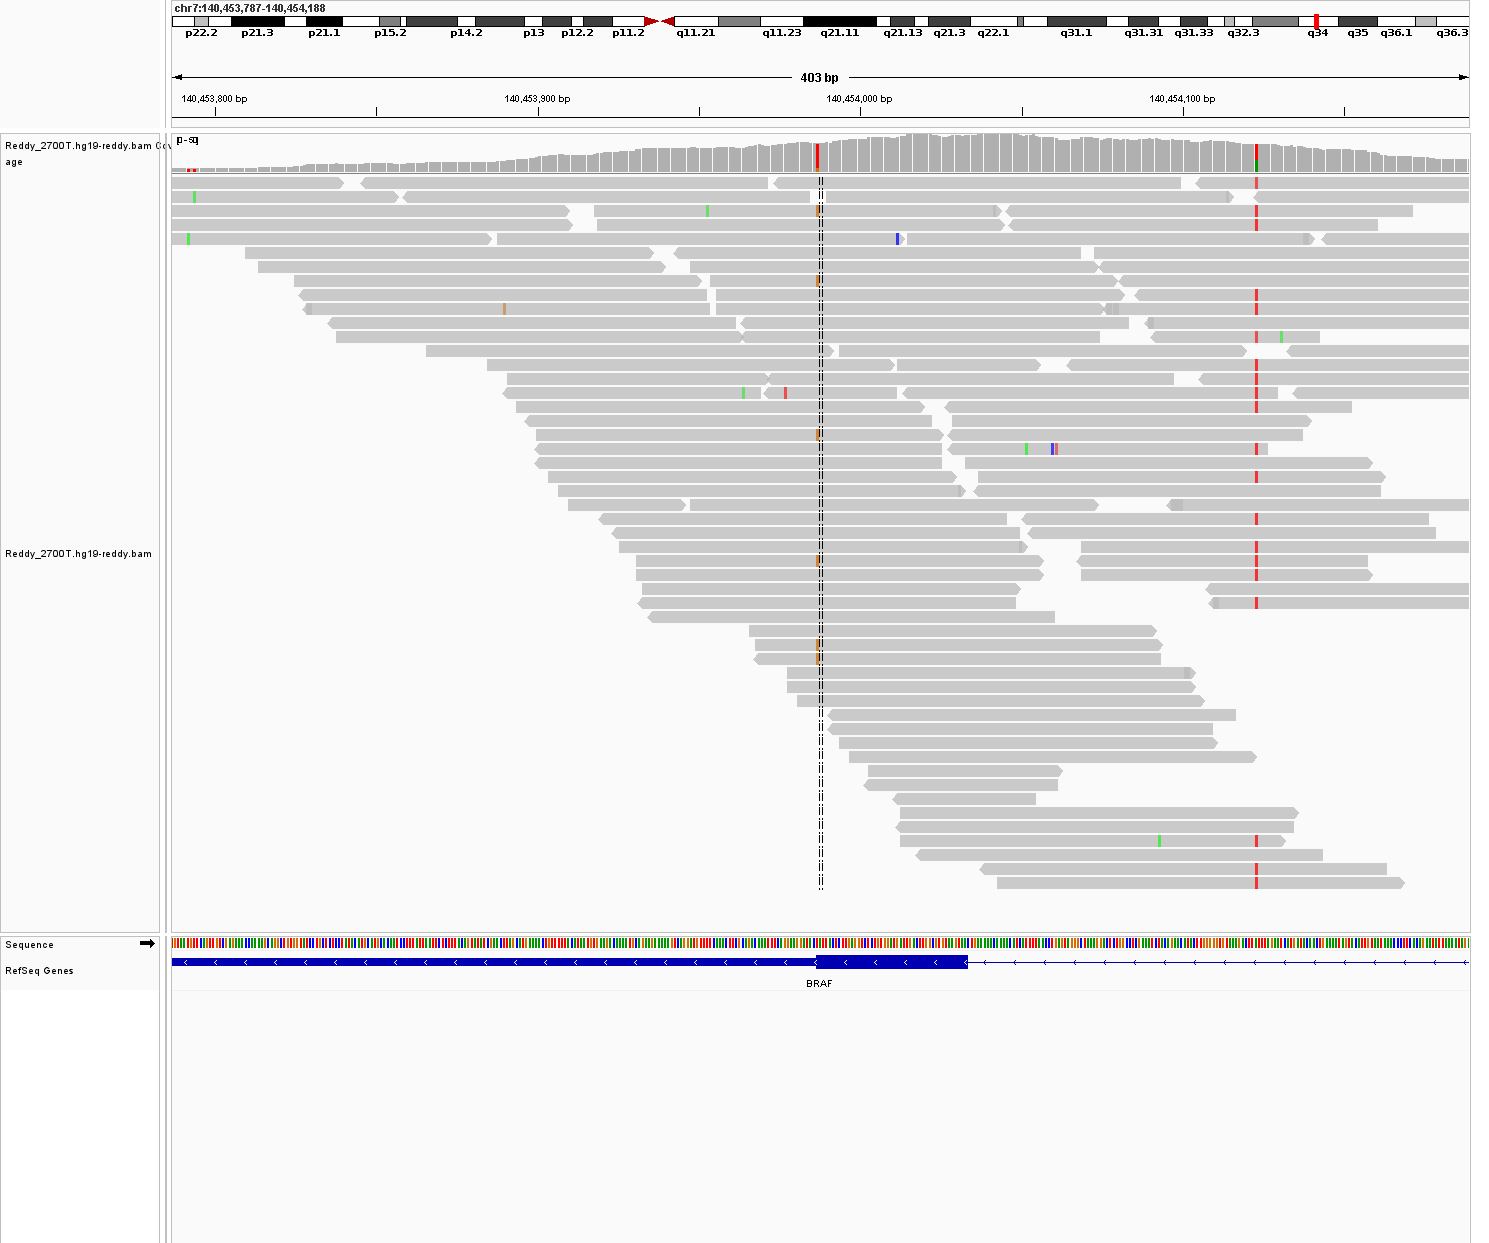 chr7:140,453,787-140,454,188
p22.2 p21.3 p21.1 p15.2 p14.2 p13 p12.2 p11.2 q11.21 q11.23 q21.11 q21.13 q21.3 q22.1 q31.1 q31.31 q31.33 q32.3 q34 q35 q36.1 q36.3
403 bp
140,453,800 bp 140,453,900 bp 140,454,000 bp 140,454,100 bp
Reddy_2700T.hg19-reddy.bam Cov
age
Reddy_2700T.hg19-reddy.bam
Sequence
RefSeq Genes
BRAF